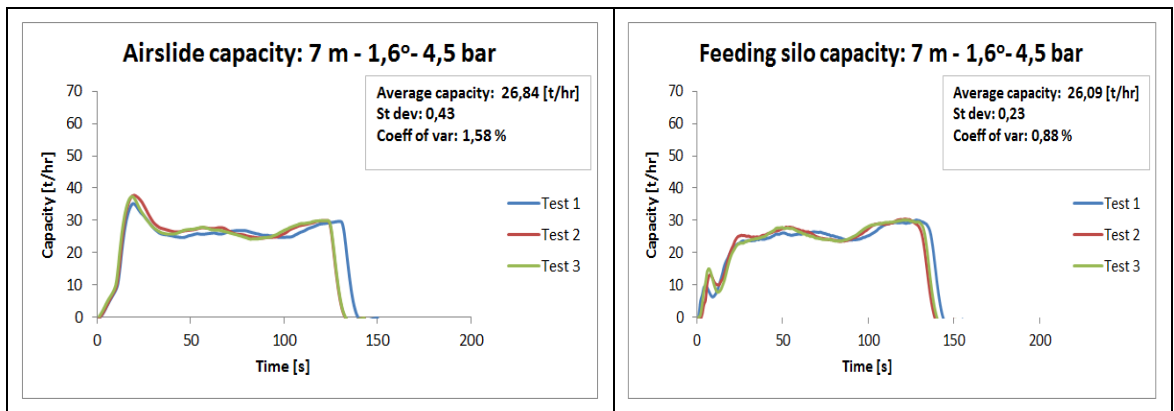 Airslide capacity: 7 m - 1,6º- 4,5 bar
Average capacity: 26,84 [t/hr]
St dev: 0,43
Coeff of var: 1,58 %
Capacity [t/hr]
70
60
50
40
30
20
10
0
0 50 100 150 200
Time [s]
Test 1
Test 2
Test 3
Feeding silo capacity: 7 m - 1,6º- 4,5 bar
Average capacity: 26,09 [t/hr]
St dev: 0,23
Coeff of var: 0,88 %
Capacity [t/hr]
70
60
50
40
30
20
10
0
0 50 100 150 200
Time [s]
Test 1
Test 2
Test 3